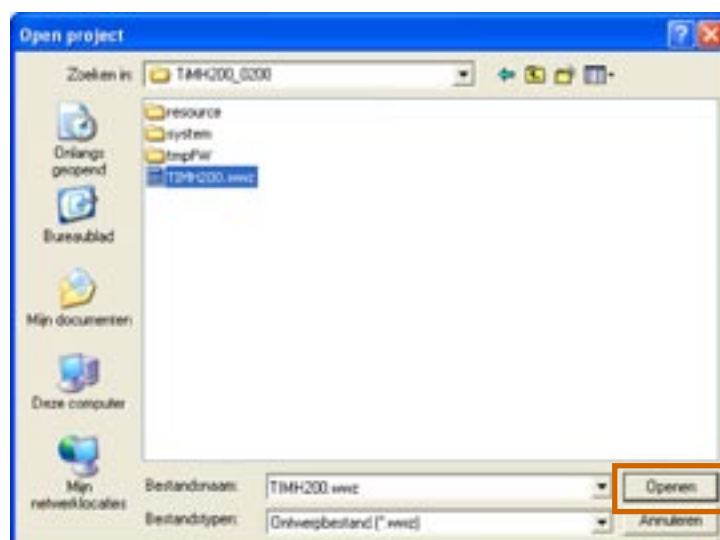 Open project
Zoeken in: TIMH200_0200
resource
system
tmpFW
TIMH200.wwz
Onlangs
geopend
Bureaublad
Mijn documenten
Deze computer
Mijn
netwerklocaties
Bestandsnaam: TIMH200.wwz Openen
Bestandstypen: Ontwerpbestand (*.wwz) Annuleren